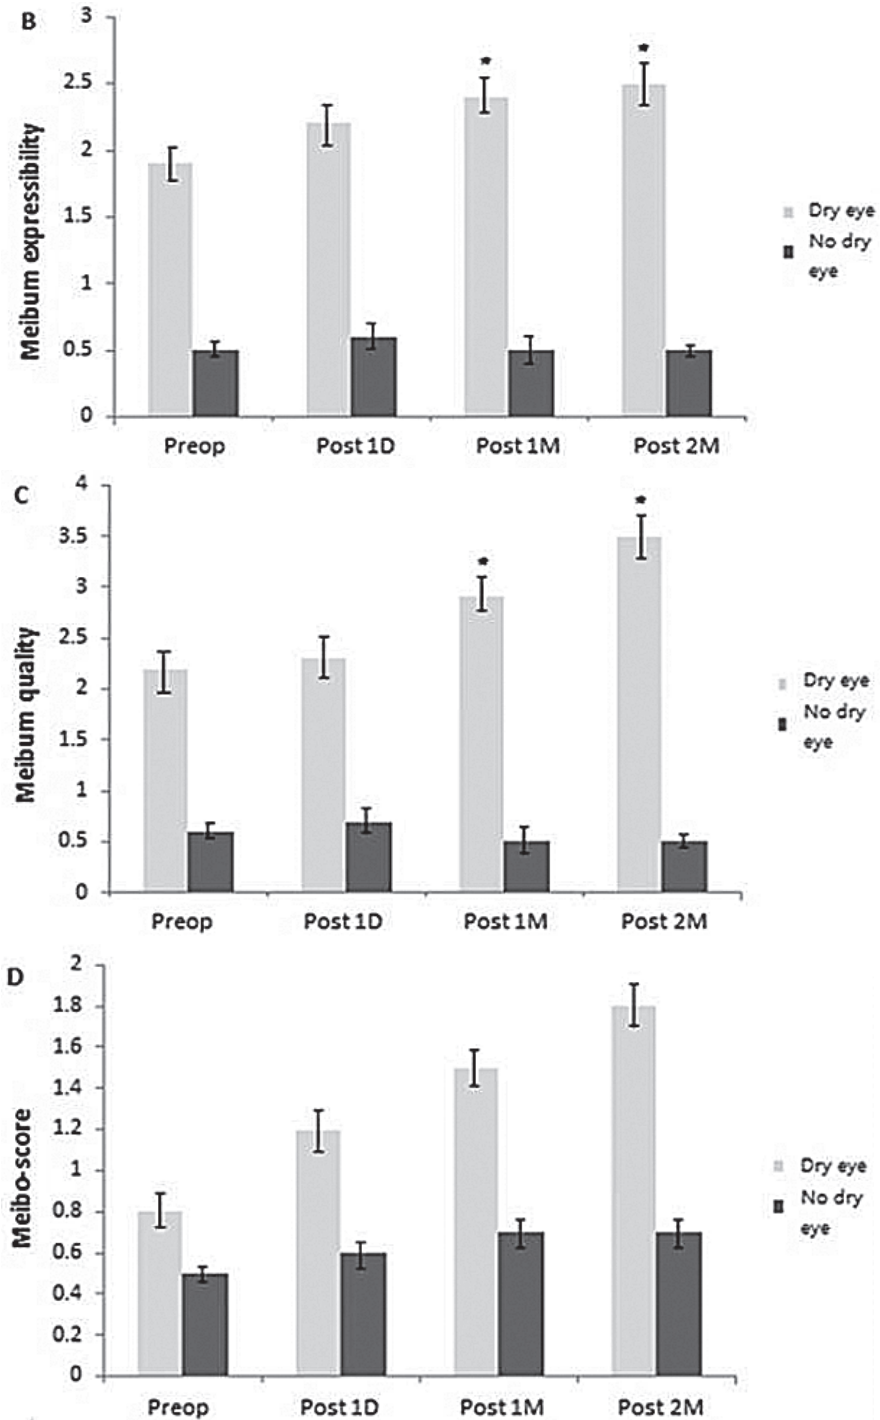 B
3
2.5
2
1.5
1
0.5
0
Meibum expressibility
*
*
Dry eye
No dry
eye
Preop Post 1D Post 1M Post 2M
C
4
3.5
3
2.5
2
1.5
1
0.5
0
Meibum quality
*
*
Dry eye
No dry
eye
Preop Post 1D Post 1M Post 2M
D
2
1.8
1.6
1.4
1.2
1
0.8
0.6
0.4
0.2
0
Meibo-score
Dry eye
No dry
eye
Preop Post 1D Post 1M Post 2M